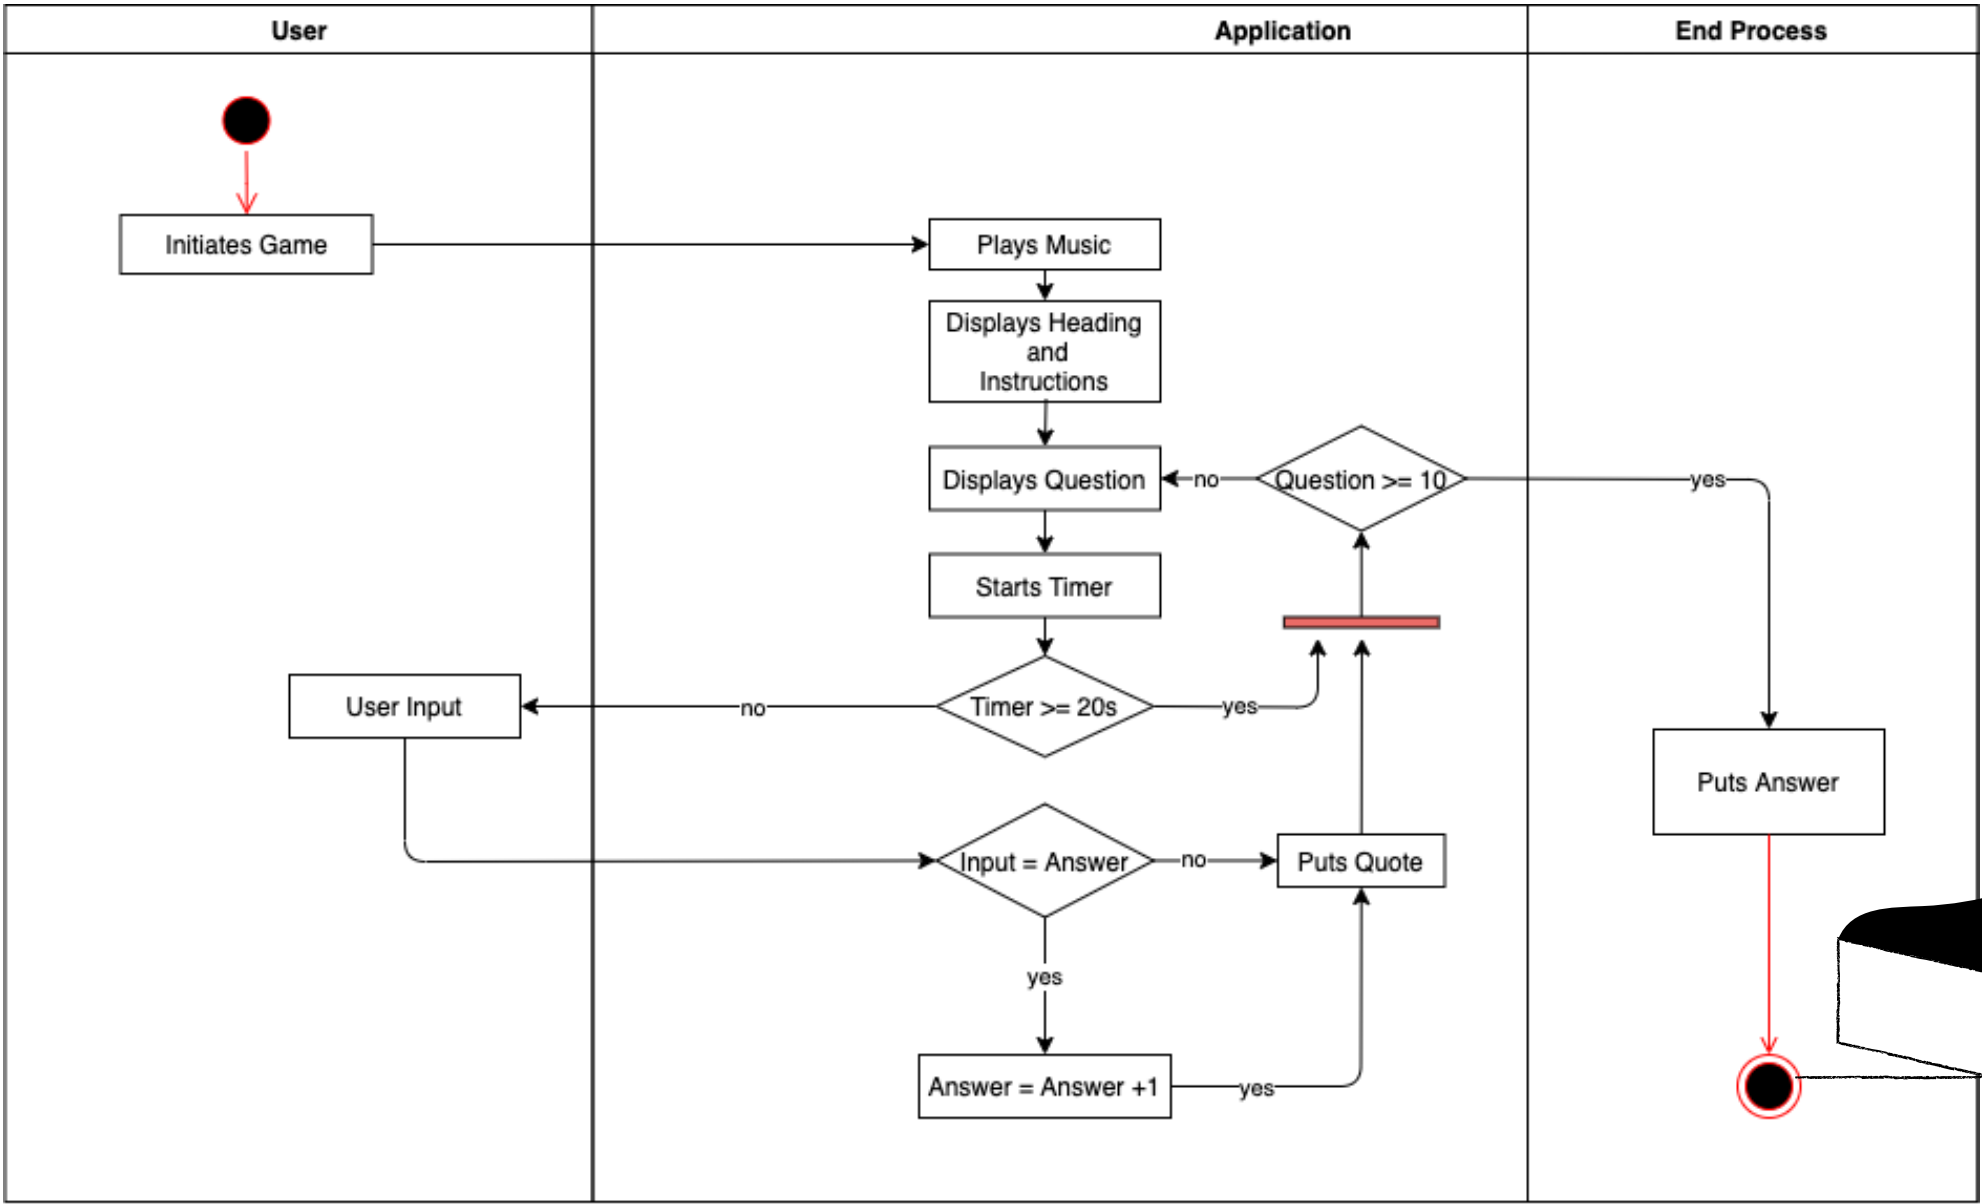 User
Application
End Process
Initiates Game
Plays Music
Displays Heading
and
Instructions
Displays Question
no
Question >= 10
yes
Starts Timer
User Input
no
Timer >= 20s
yes
Puts Answer
Input = Answer
no
Puts Quote
yes
Answer = Answer +1
yes